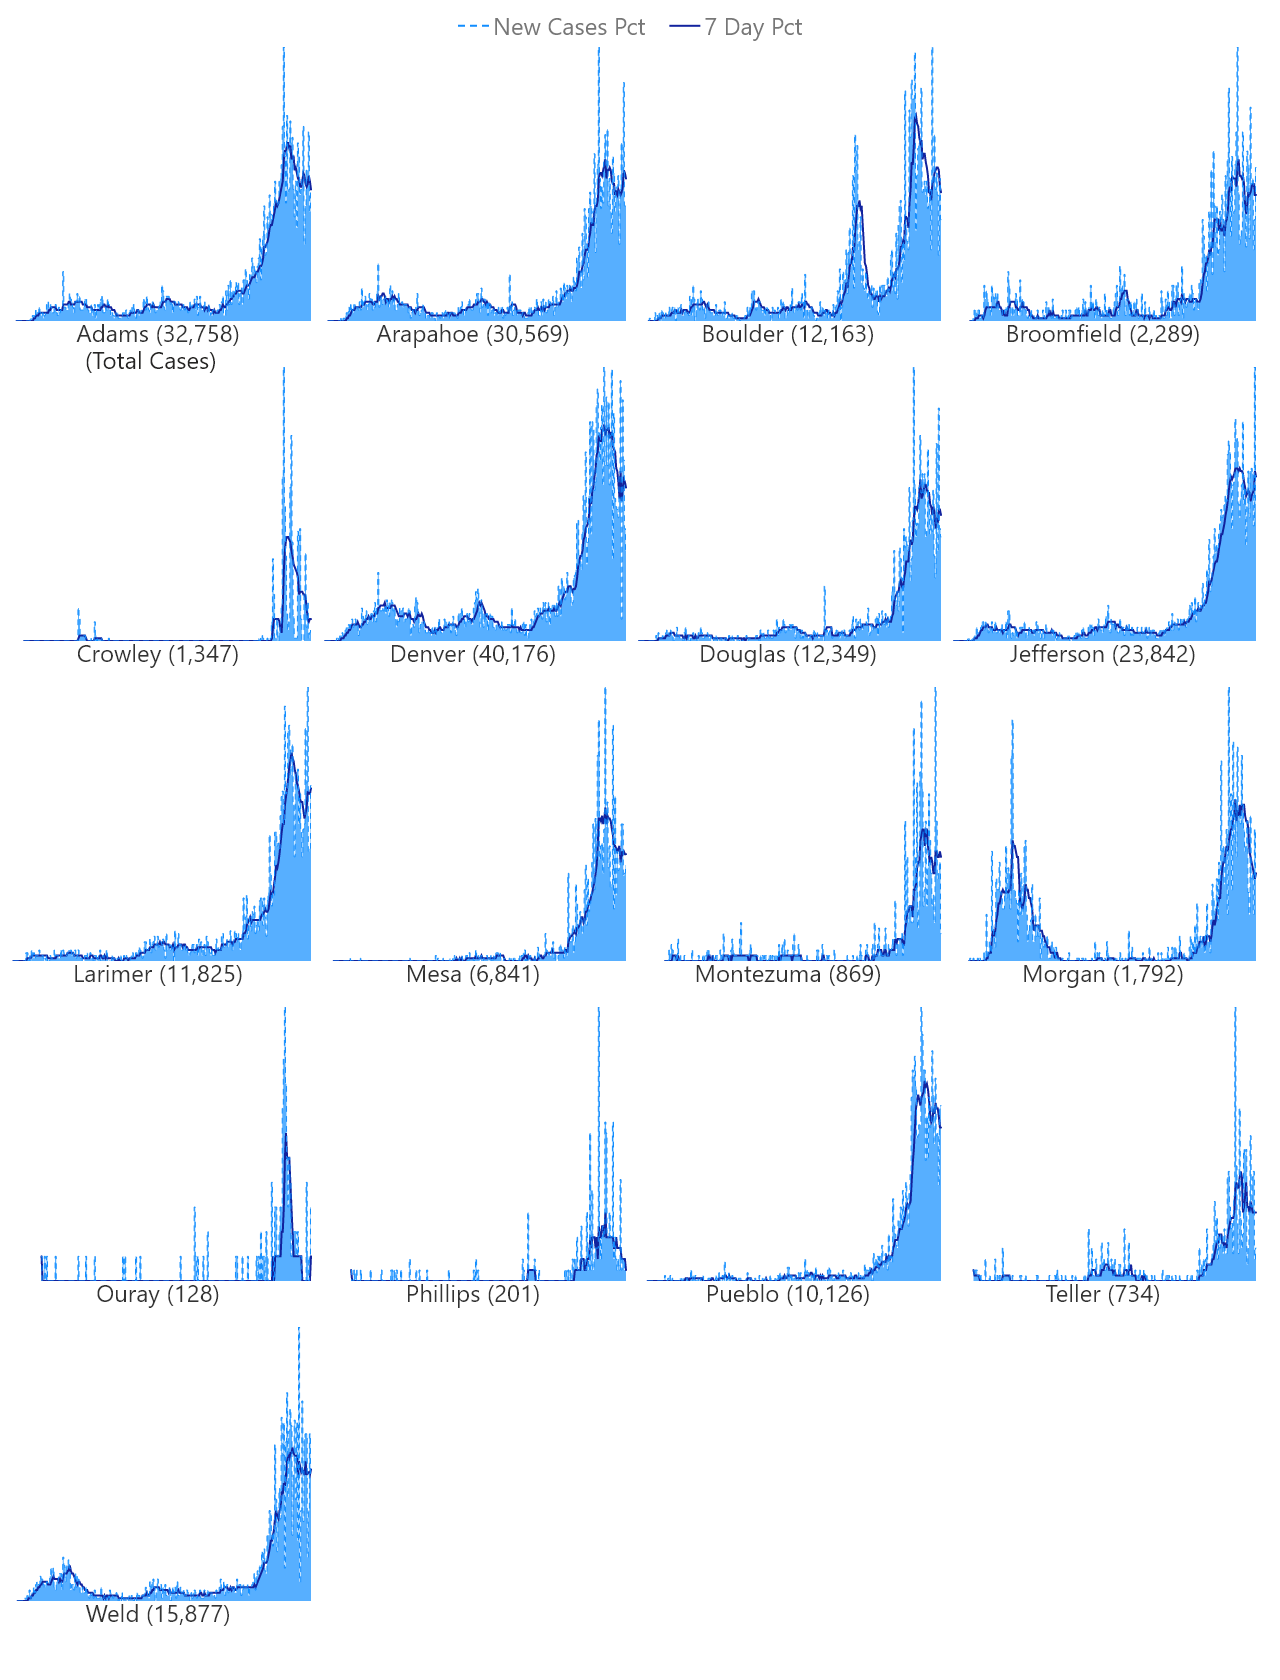 New Cases Pct 7 Day Pct
Adams (32,758)
(Total Cases)
Arapahoe (30,569)
Boulder (12,163)
Broomfield (2,289)
Crowley (1,347)
Denver (40,176)
Douglas (12,349)
Jefferson (23,842)
Larimer (11,825)
Mesa (6,841)
Montezuma (869)
Morgan (1,792)
Ouray (128)
Phillips (201)
Pueblo (10,126)
Teller (734)
Weld (15,877)